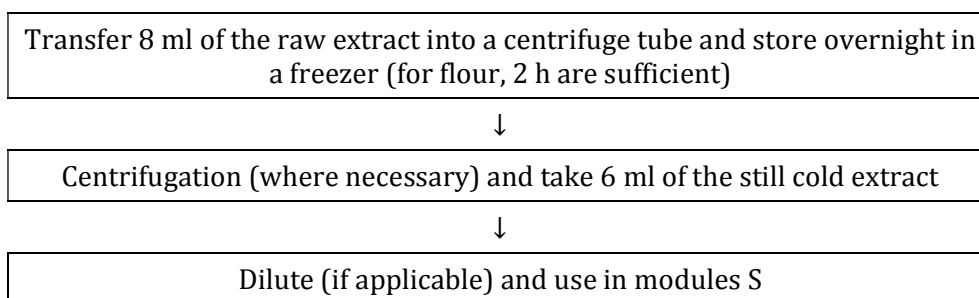 Transfer 8 ml of the raw extract into a centrifuge tube and store overnight in
a freezer (for flour, 2 h are sufficient)
↓
Centrifugation (where necessary) and take 6 ml of the still cold extract
↓
Dilute (if applicable) and use in modules S